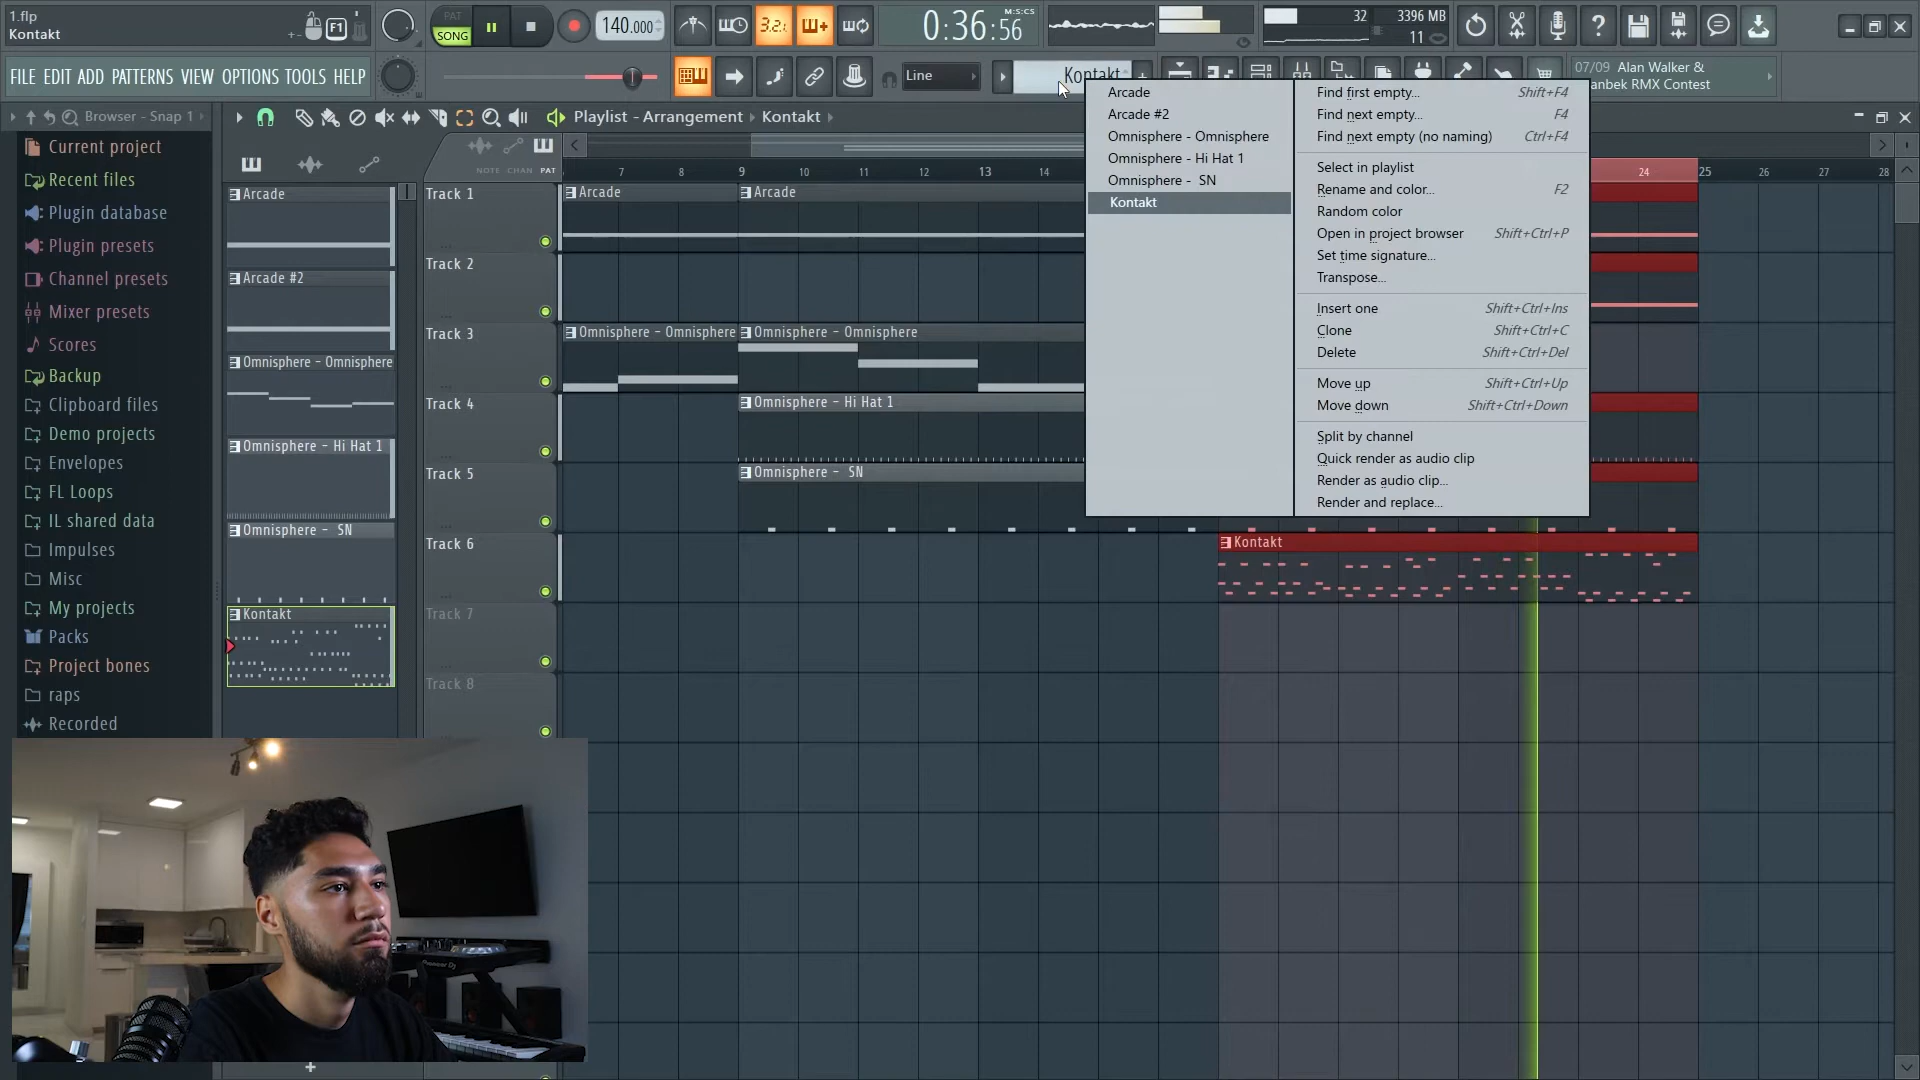 1.flp
Kontakt
F1
PAT
SONG
140.000
3.2.1
0:36:56
M:S:CS
32
3396 MB
11
FILE EDIT ADD PATTERNS VIEW OPTIONS TOOLS HELP
Line
Kontakt
07/09 Alan Walker &
anbek RMX Contest
Browser - Snap 1
Playlist - Arrangement
Kontakt
NOTE CHAN PAT
7
8
9
10
11
12
13
14
24
25
26
27
28
Current project
Recent files
Plugin database
Plugin presets
Channel presets
Mixer presets
Scores
Backup
Clipboard files
Demo projects
Envelopes
FL Loops
IL shared data
Impulses
Misc
My projects
Packs
Project bones
raps
Recorded
Arcade
Arcade #2
Omnisphere - Omnisphere
Omnisphere - Hi Hat 1
Omnisphere - SN
Kontakt
Track 1
Track 2
Track 3
Track 4
Track 5
Track 6
Track 7
Track 8
Arcade
Arcade
Omnisphere - Omnisphere
Omnisphere - Omnisphere
Omnisphere - Hi Hat 1
Omnisphere - SN
Kontakt
Arcade
Arcade #2
Omnisphere - Omnisphere
Omnisphere - Hi Hat 1
Omnisphere - SN
Kontakt
Find first empty... Shift+F4
Find next empty... F4
Find next empty (no naming) Ctrl+F4
Select in playlist
Rename and color... F2
Random color
Open in project browser Shift+Ctrl+P
Set time signature...
Transpose...
Insert one Shift+Ctrl+Ins
Clone Shift+Ctrl+C
Delete Shift+Ctrl+Del
Move up Shift+Ctrl+Up
Move down Shift+Ctrl+Down
Split by channel
Quick render as audio clip
Render as audio clip...
Render and replace...
Pioneer DJ